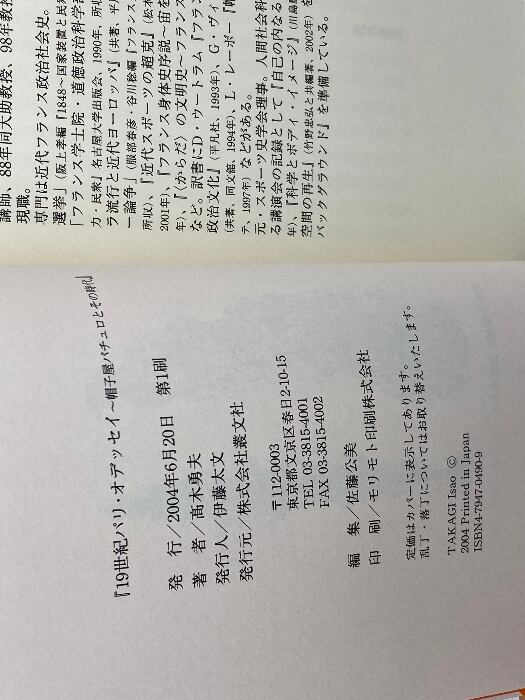 講師、88年同大助教授、98年教授
現職。
専門は近代フランス政治社会史。
選挙」(阪上孝編『1848〜国家装置と民
「フランス学士院・道徳政治科学
カ・民衆』名古屋大学出版会、1990年、所収
ラ流行と近代ヨーロッパ』(共著、平凡
ー論争」(服部春彦・谷川稔編『フランス
所収)、『近代スポーツの超克』(松本
2001年)、『フランス身体史序説〜宙を
年)、『〈からだ〉の文明史〜フランス
など。訳書にD・ウートラム『フラン
政治文化』(平凡社、1993年)、G・ヴィ
(共著、同文舘、1994年)、L・レーボー『帽
テ、1997年)などがある。
元・スポーツ史学会理事。人間社会科
る講演会の記録として『自己の内なる
年)、『科学とボディ・イメージ』(川島慶
空間の再生』(竹野忠弘と共編著、2002年)を
バックグラウンド』を準備している。
『19世紀パリ・オデッセイ〜帽子屋パチュロとその時代』
発　行/2004年6月20日　第1刷
著　者/髙木勇夫
発行人/伊藤太文
発行元/株式会社叢文社
〒112-0003
東京都文京区春日2-10-15
TEL 03-3815-4001
FAX 03-3815-4002
編　集/佐藤公美
印　刷/モリモト印刷株式会社
定価はカバーに表示してあります。
乱丁・落丁についてはお取り替えいたします。
TAKAGI Isao ©
2004 Printed in Japan
ISBN4-7947-0490-9